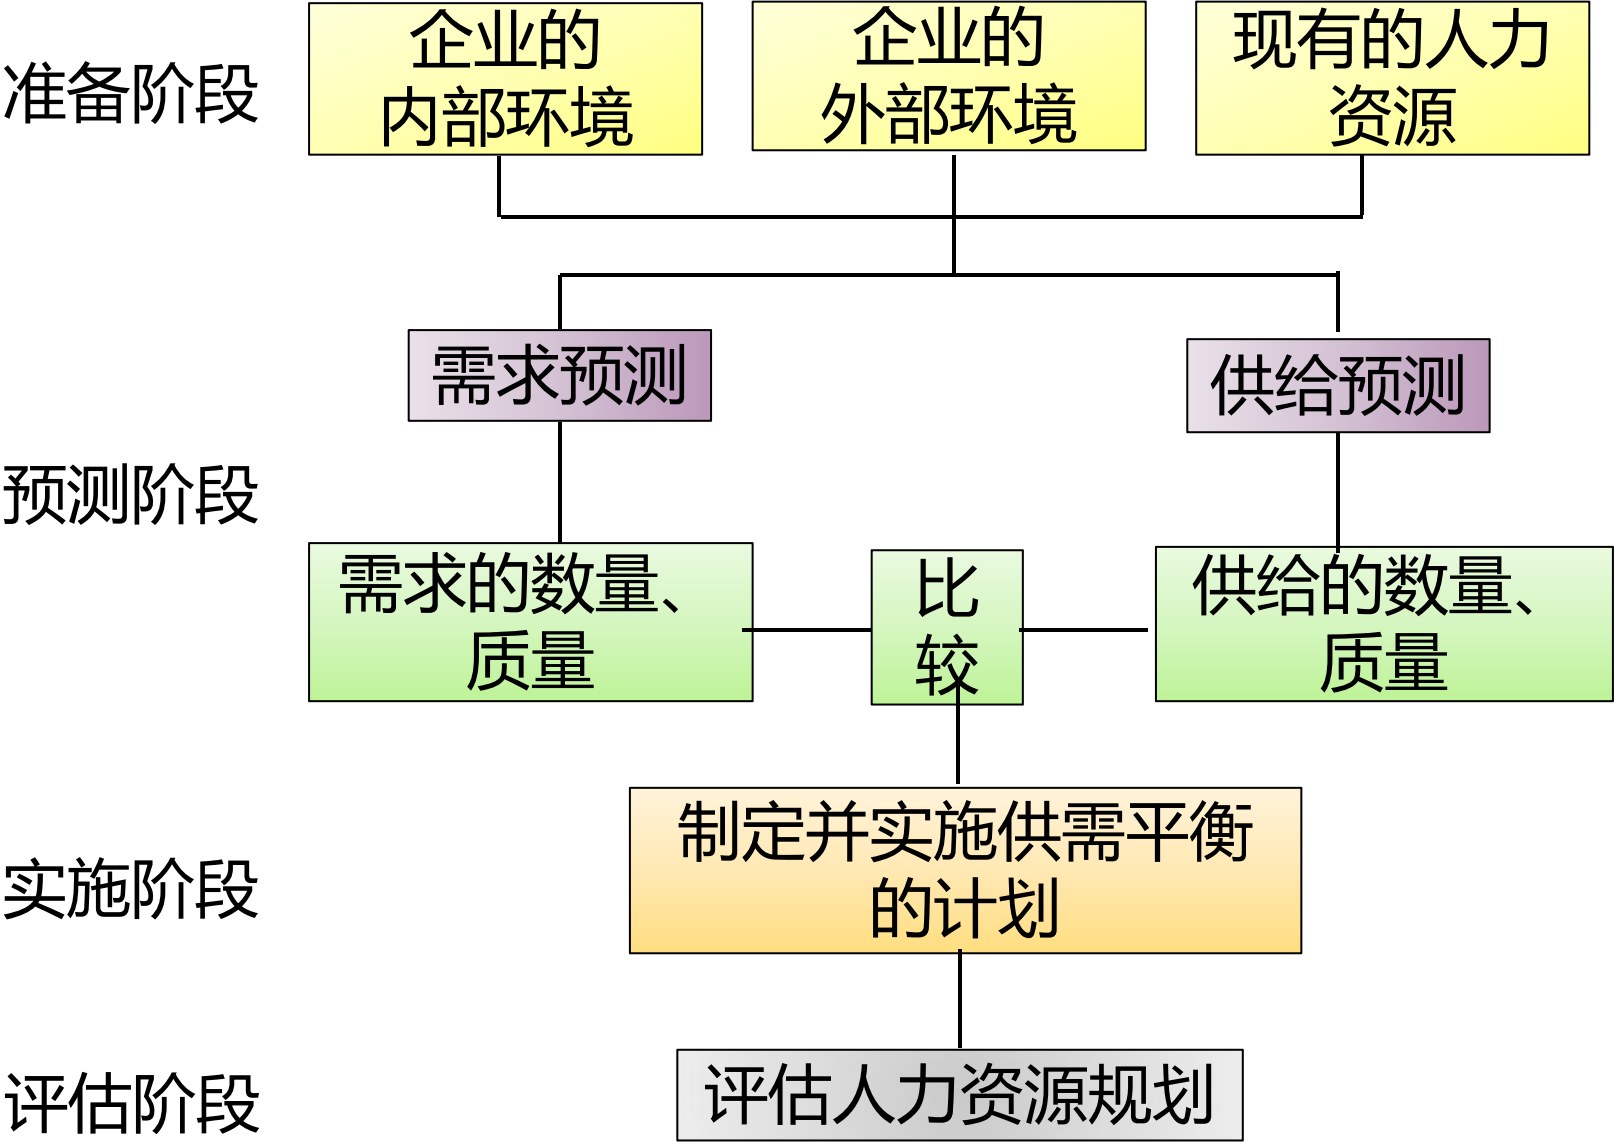 准备阶段
企业的
内部环境
企业的
外部环境
现有的人力
资源
需求预测
供给预测
预测阶段
需求的数量、
质量
比
较
供给的数量、
质量
实施阶段
制定并实施供需平衡
的计划
评估阶段
评估人力资源规划